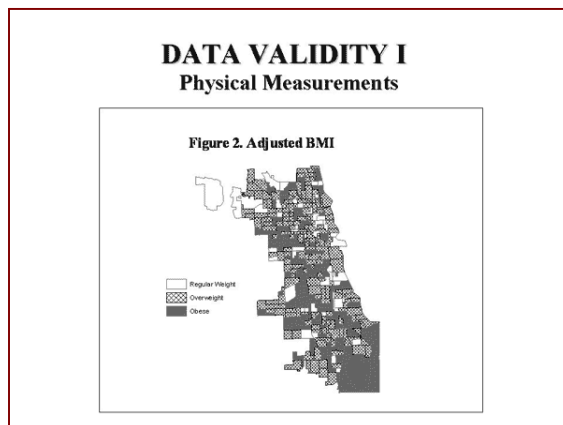 DATA VALIDITY I
Physical Measurements
Figure 2. Adjusted BMI
Regular Weight
Overweight
Obese